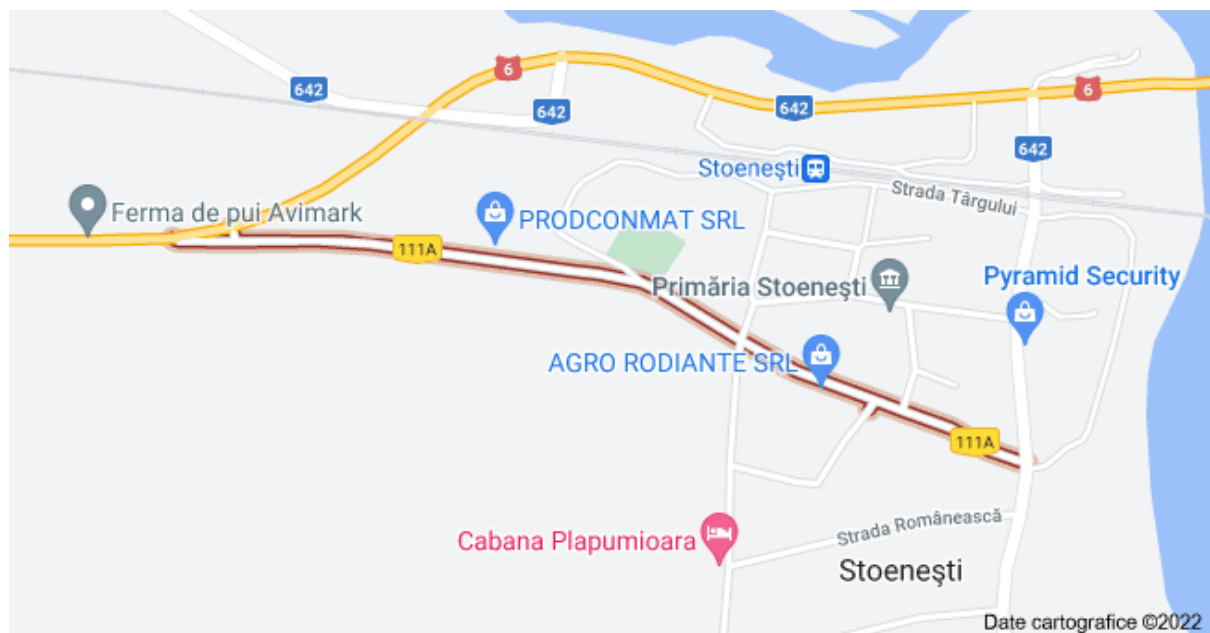 6
642
642
642
6
642
Stoenești
Strada Târgului
Ferma de pui Avimark
PRODCONMAT SRL
111A
Primăria Stoenești
Pyramid Security
AGRO RODIANTE SRL
111A
Strada Românească
Cabana Plapumioara
Stoenești
Date cartografice ©2022